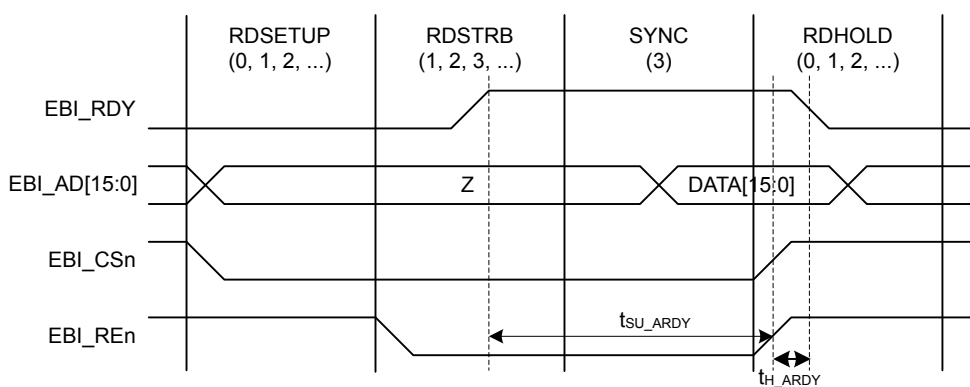 RDSETUP
(0, 1, 2, ...)
RDSTRB
(1, 2, 3, ...)
SYNC
(3)
RDHOLD
(0, 1, 2, ...)
EBI_RDY
EBI_AD[15:0]
Z
DATA[15:0]
EBI_CSn
EBI_REn
tSU_ARDY
tH_ARDY